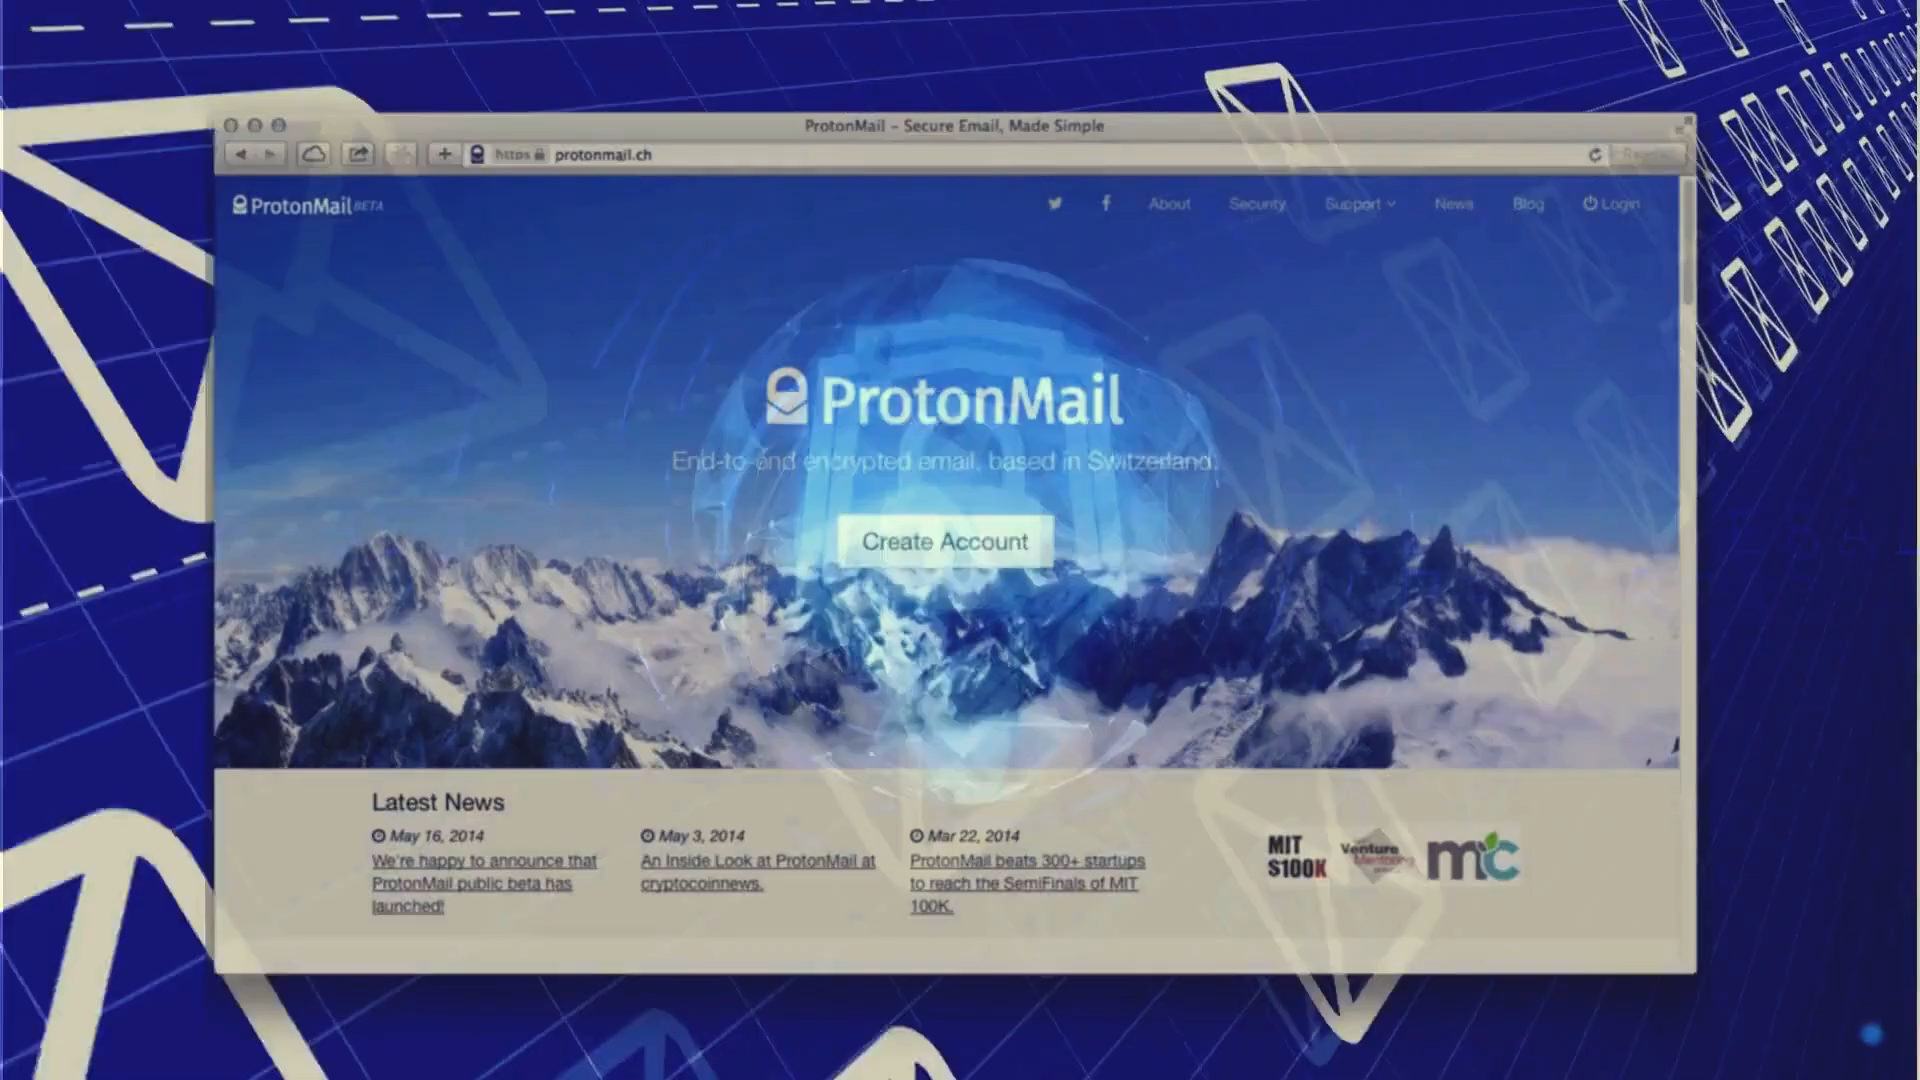 ProtonMail – Secure Email, Made Simple
https protonmail.ch
ProtonMail BETA
About Security Support News Blog Login
ProtonMail
End-to-end encrypted email, based in Switzerland.
Create Account
Latest News
May 16, 2014
We're happy to announce that
ProtonMail public beta has
launched!
May 3, 2014
An Inside Look at ProtonMail at
cryptocoinnews.
Mar 22, 2014
ProtonMail beats 300+ startups
to reach the SemiFinals of MIT
100K.
MIT
$100K
Venture
Mentoring
mc